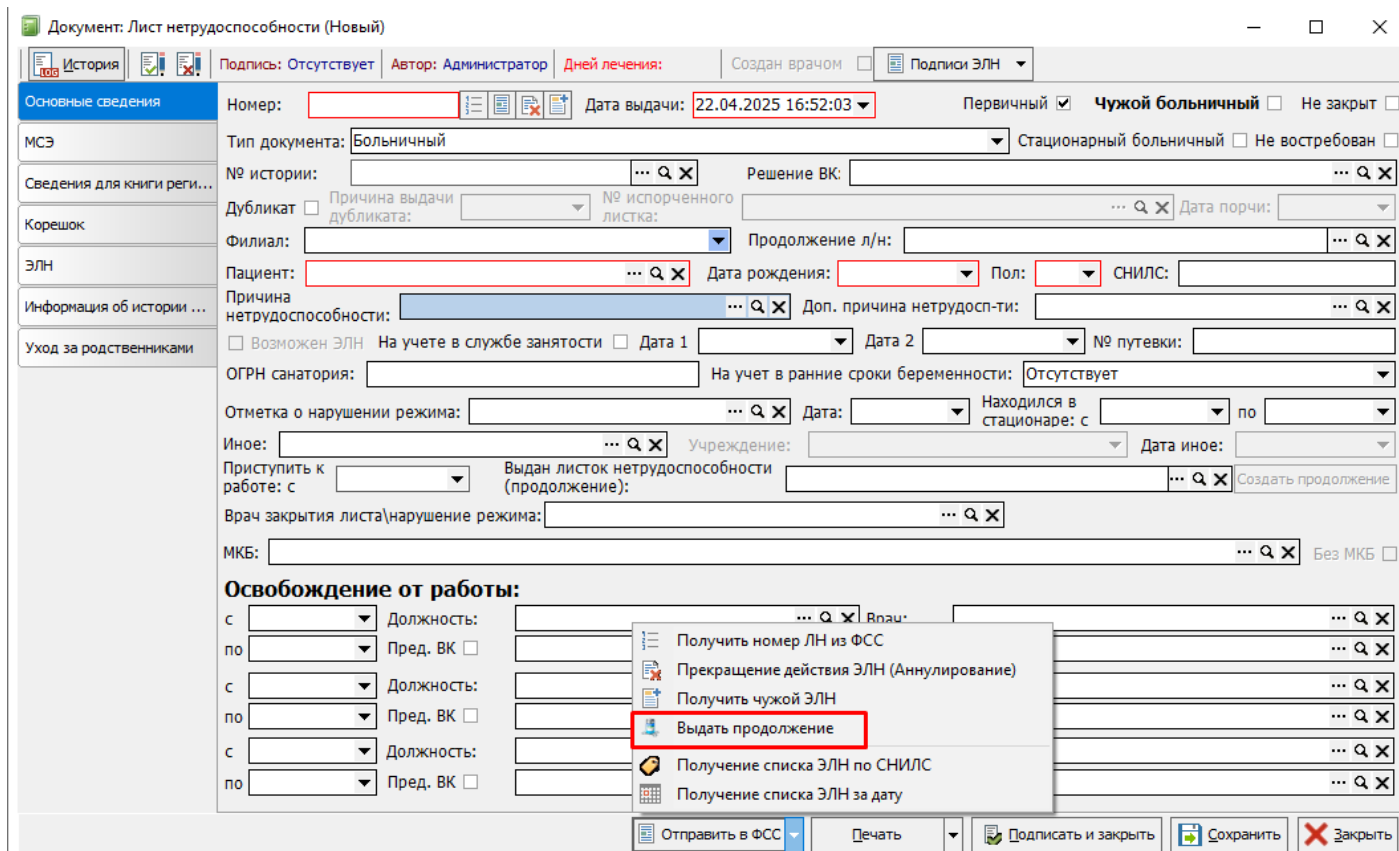 Документ: Лист нетрудоспособности (Новый)
LOG История Подпись: Отсутствует Автор: Администратор Дней лечения: Создан врачом Подписи ЭЛН
Основные сведения
МСЭ
Сведения для книги реги...
Корешок
ЭЛН
Информация об истории ...
Уход за родственниками
Номер: Дата выдачи: 22.04.2025 16:52:03 Первичный Чужой больничный Не закрыт
Тип документа: Больничный Стационарный больничный Не востребован
№ истории: Решение ВК:
Дубликат Причина выдачи дубликата: № испорченного листка: Дата порчи:
Филиал: Продолжение л/н:
Пациент: Дата рождения: Пол: СНИЛС:
Причина нетрудоспособности: Доп. причина нетрудосп-ти:
Возможен ЭЛН На учете в службе занятости Дата 1 Дата 2 № путевки:
ОГРН санатория: На учет в ранние сроки беременности: Отсутствует
Отметка о нарушении режима: Дата: Находился в стационаре: с по
Иное: Учреждение: Дата иное:
Приступить к работе: с Выдан листок нетрудоспособности (продолжение): Создать продолжение
Врач закрытия листа\нарушение режима:
МКБ: Без МКБ
Освобождение от работы:
с Должность: Врач:
по Пред. ВК
с Должность:
по Пред. ВК
с Должность:
по Пред. ВК
Получить номер ЛН из ФСС
Прекращение действия ЭЛН (Аннулирование)
Получить чужой ЭЛН
Выдать продолжение
Получение списка ЭЛН по СНИЛС
Получение списка ЭЛН за дату
Отправить в ФСС Печать Подписать и закрыть Сохранить Закрыть